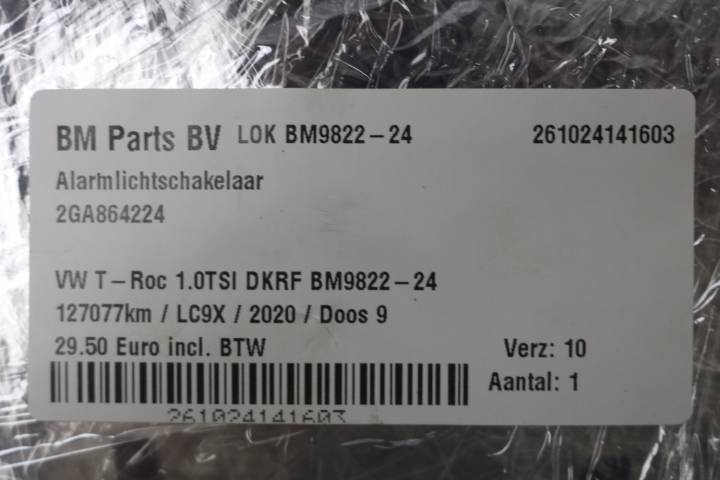 BM Parts BV LOK BM9822-24 261024141603
Alarmlichtschakelaar
2GA864224
VW T-Roc 1.0TSI DKRF BM9822-24
127077km / LC9X / 2020 / Doos 9
29.50 Euro incl. BTW Verz: 10
Aantal: 1
261024141603